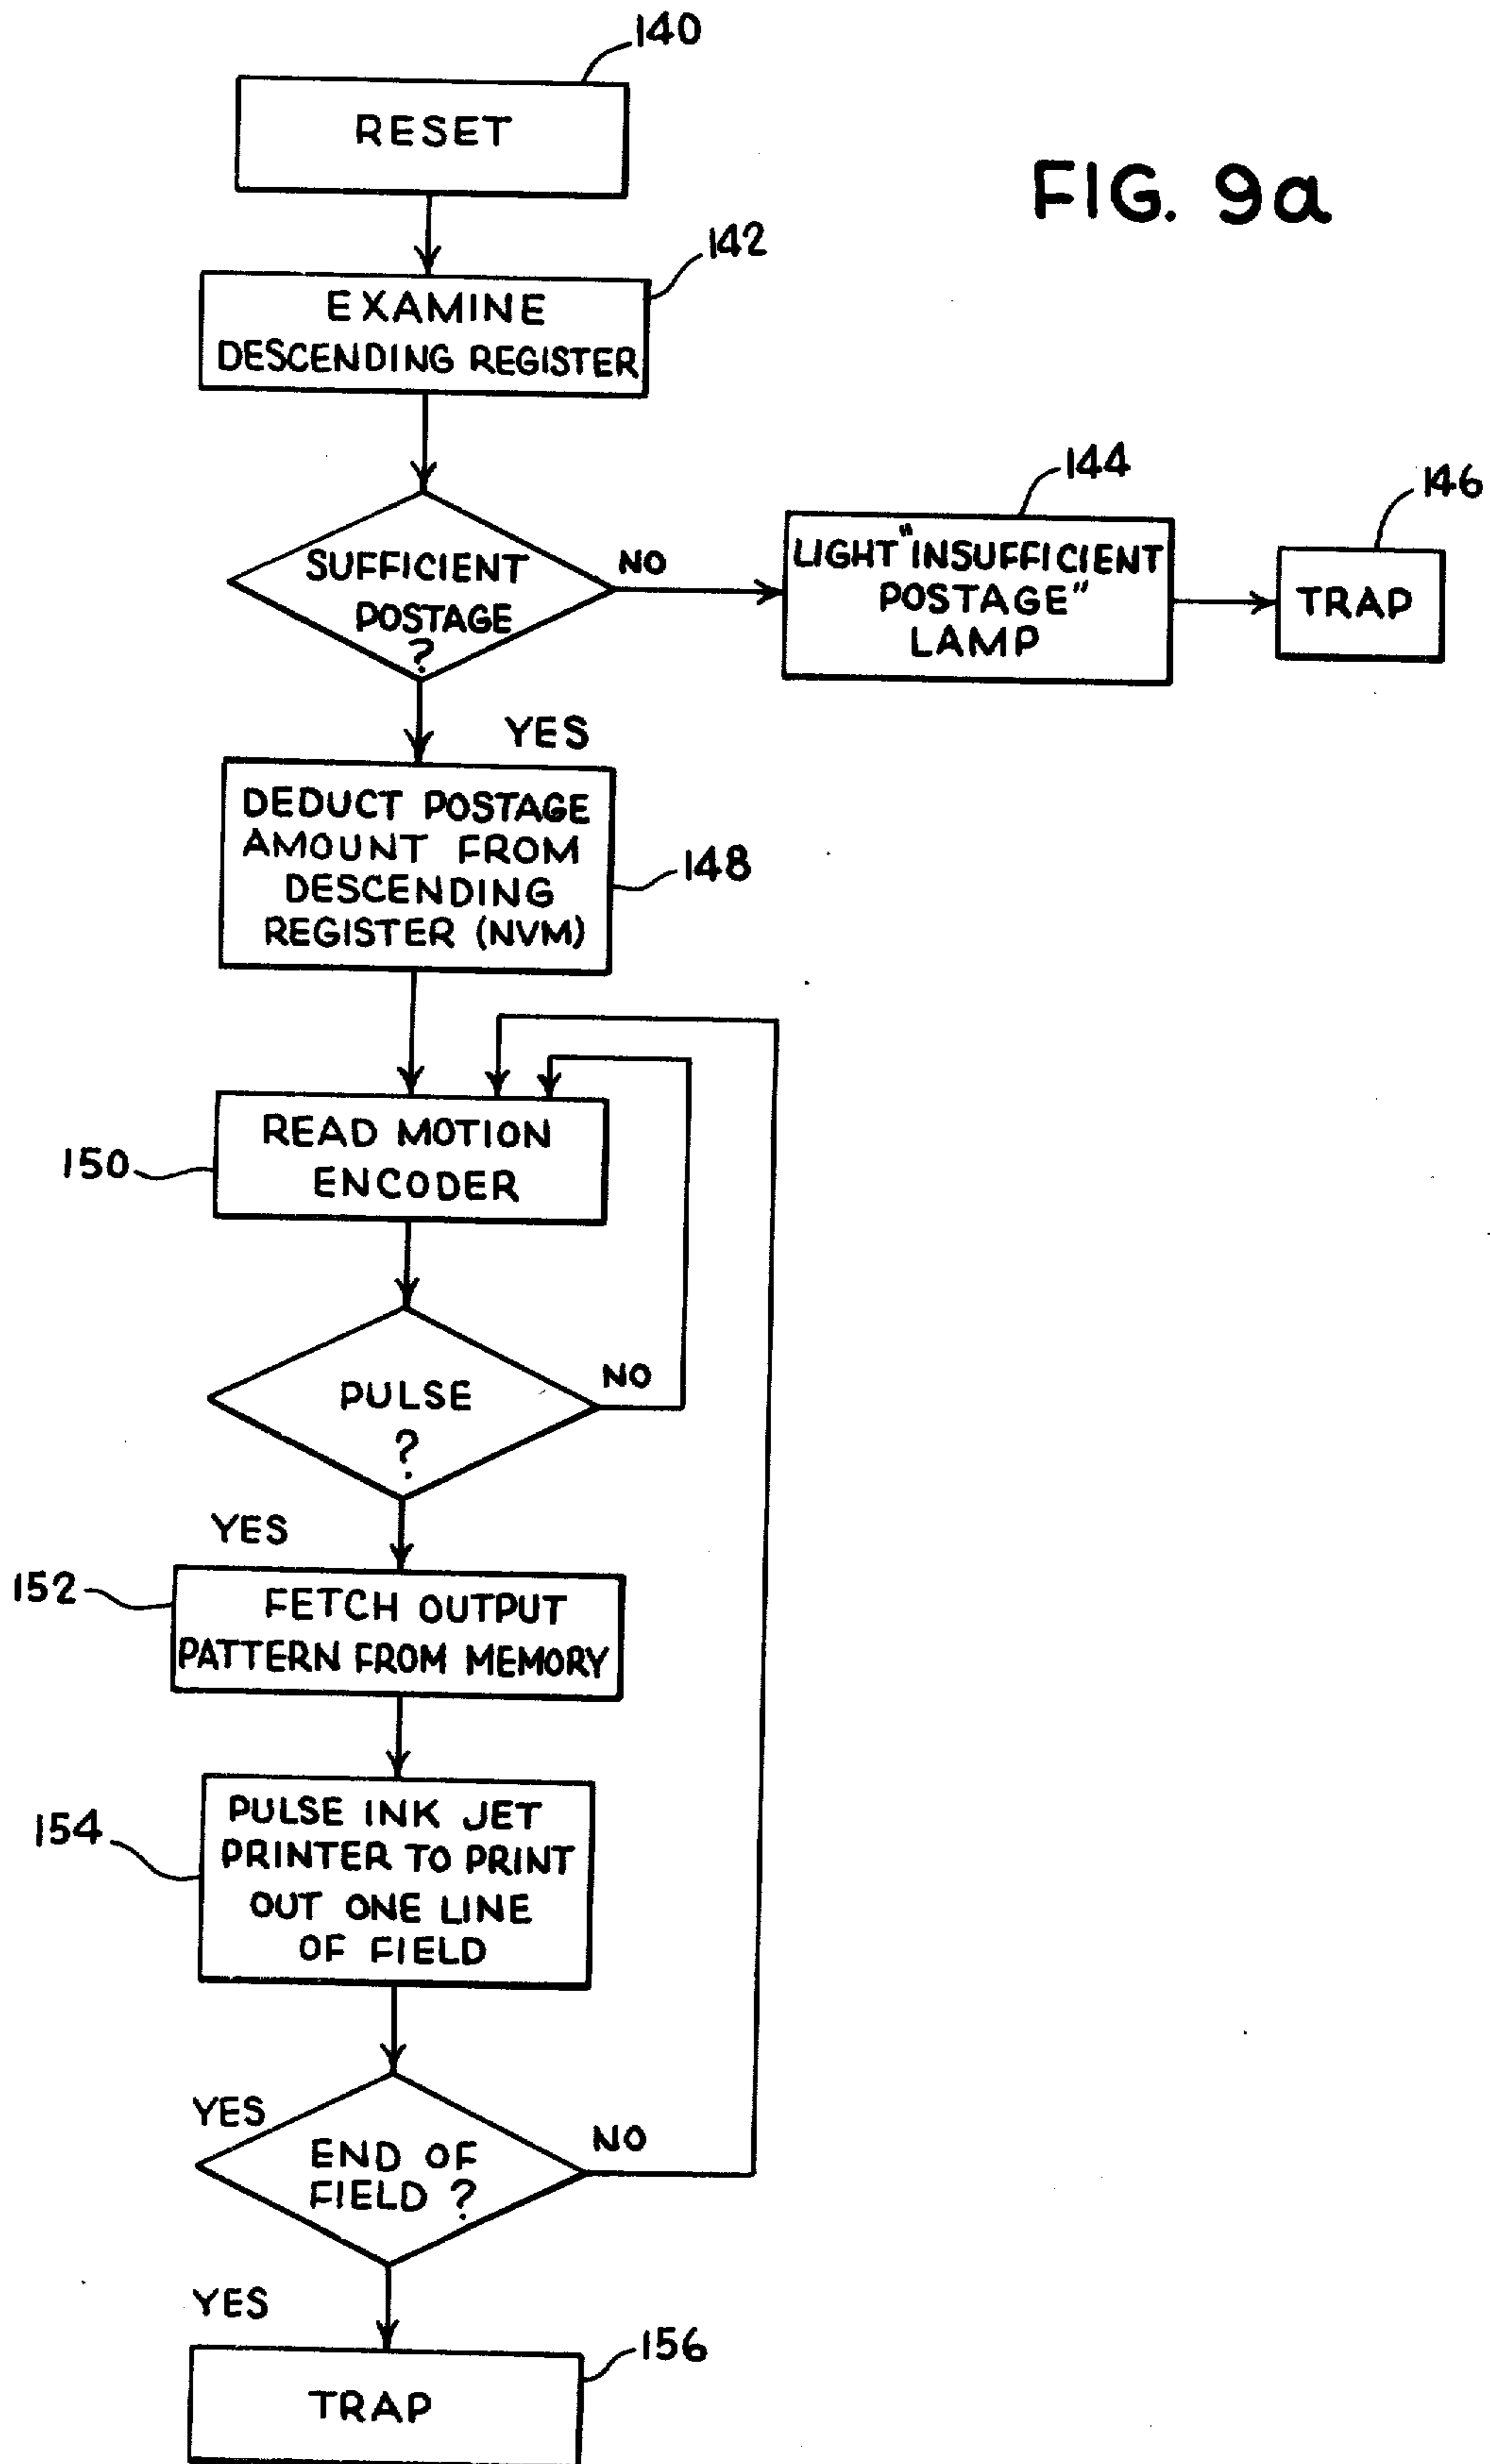 140
RESET
FIG. 9a
142
EXAMINE
DESCENDING REGISTER
144
146
SUFFICIENT
POSTAGE
?
NO
LIGHT "INSUFFICIENT
POSTAGE"
LAMP
TRAP
YES
DEDUCT POSTAGE
AMOUNT FROM
DESCENDING
REGISTER (NVM)
148
READ MOTION
ENCODER
150
PULSE
?
NO
YES
152
FETCH OUTPUT
PATTERN FROM MEMORY
154
PULSE INK JET
PRINTER TO PRINT
OUT ONE LINE
OF FIELD
YES
END OF
FIELD ?
NO
YES
156
TRAP